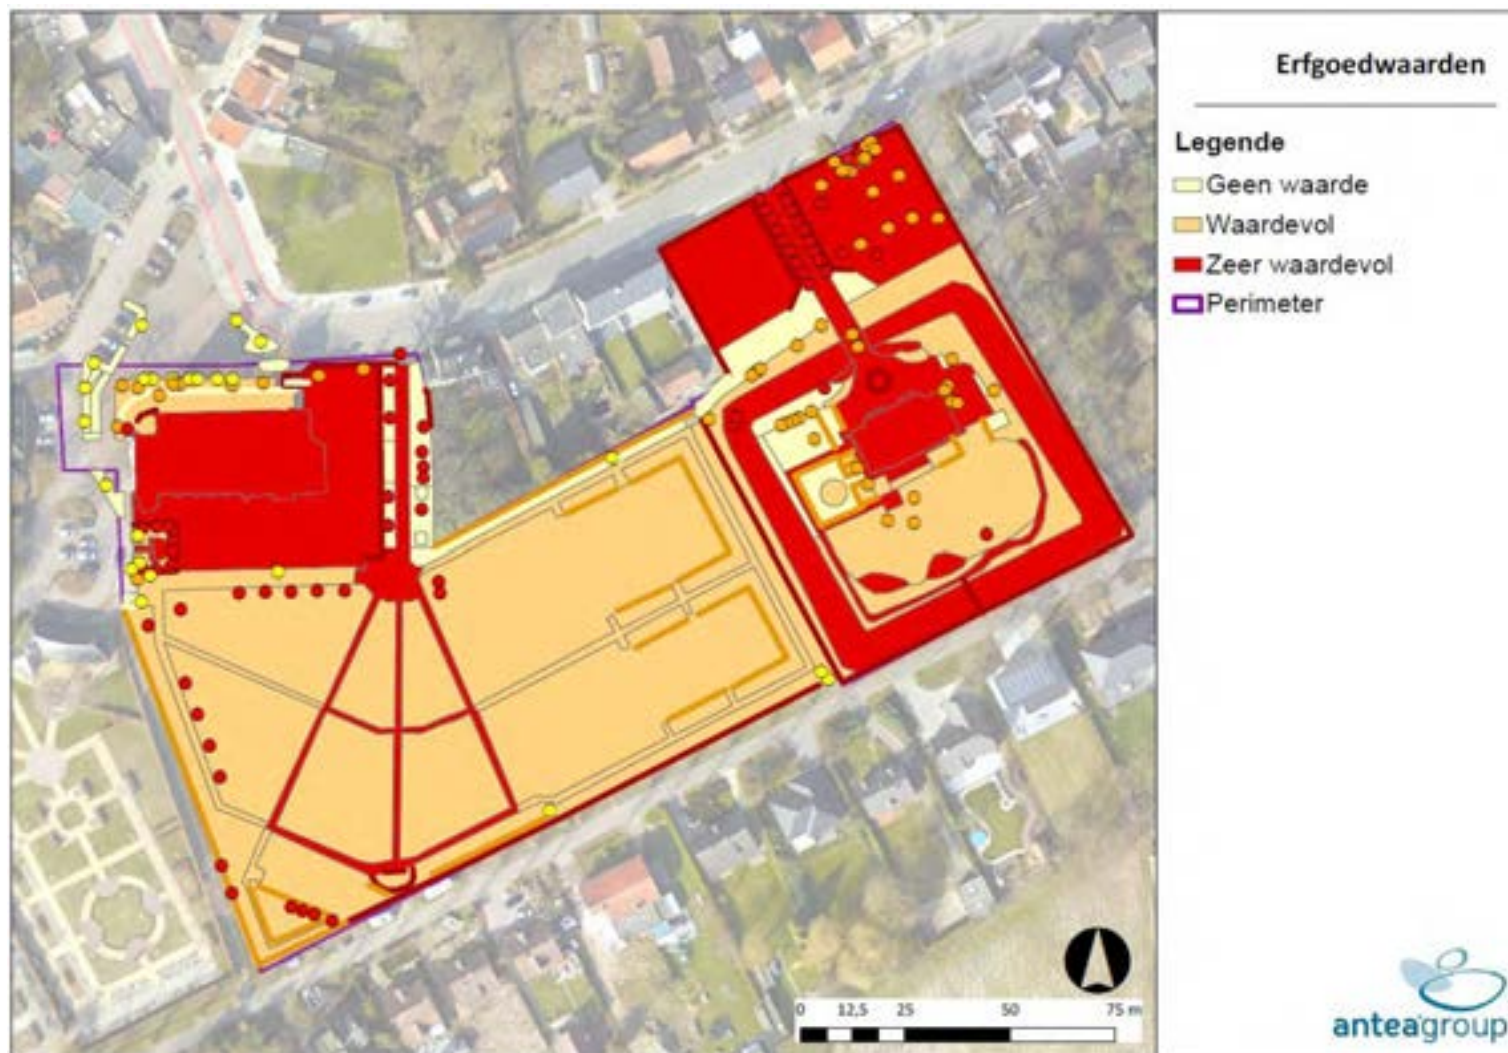 Erfgoedwaarden
Legende
Geen waarde
Waardevol
Zeer waardevol
Perimeter
0 12,5 25 50 75 m
anteagroup